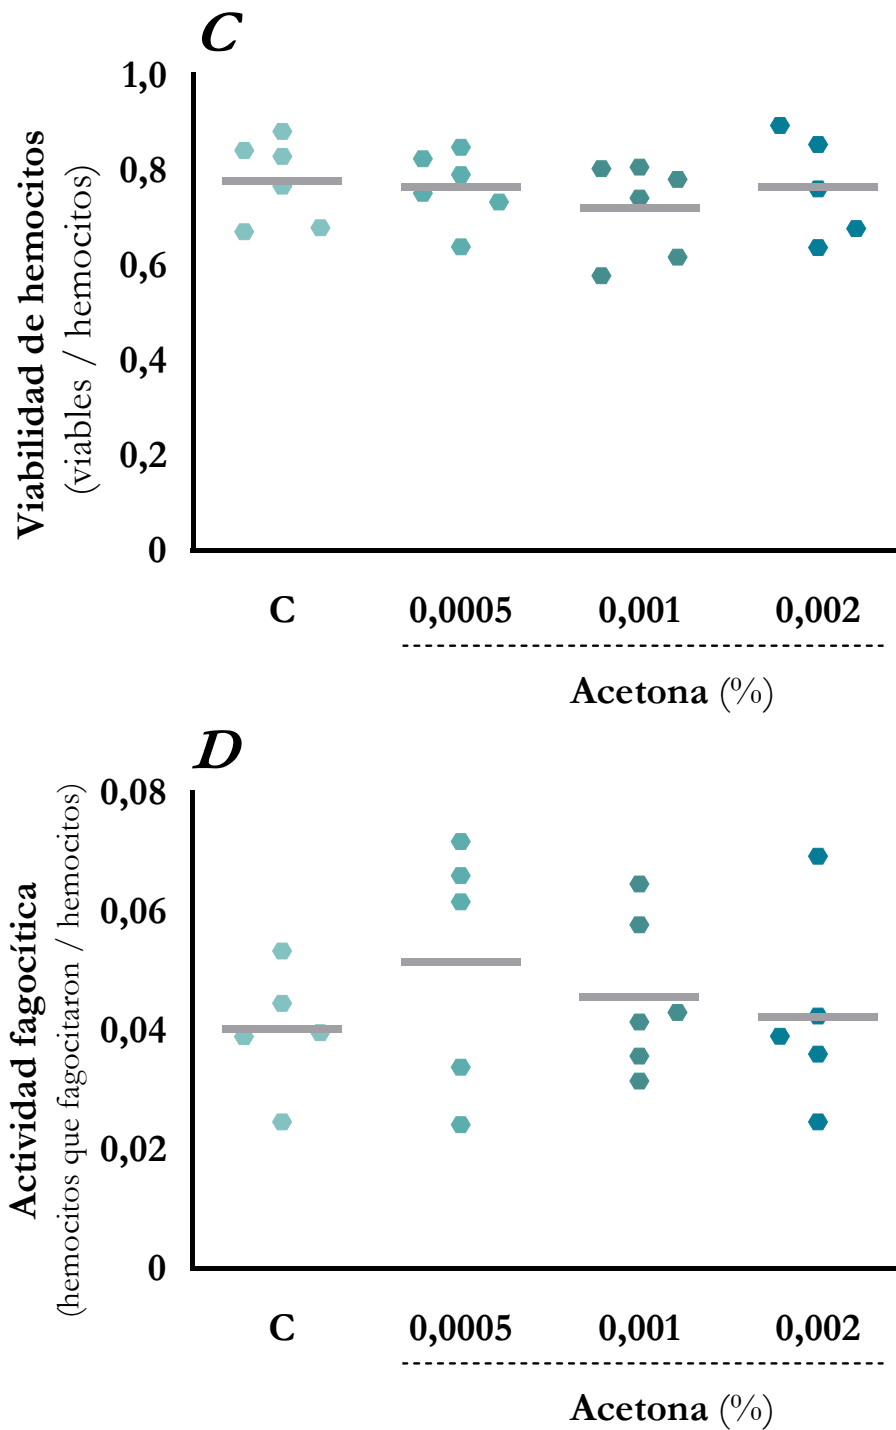 C
Viabilidad de hemocitos
(viables / hemocitos)
1,0
0,8
0,6
0,4
0,2
0
C 0,0005 0,001 0,002
Acetona (%)
D
Actividad fagocítica
(hemocitos que fagocitaron / hemocitos)
0,08
0,06
0,04
0,02
0
C 0,0005 0,001 0,002
Acetona (%)